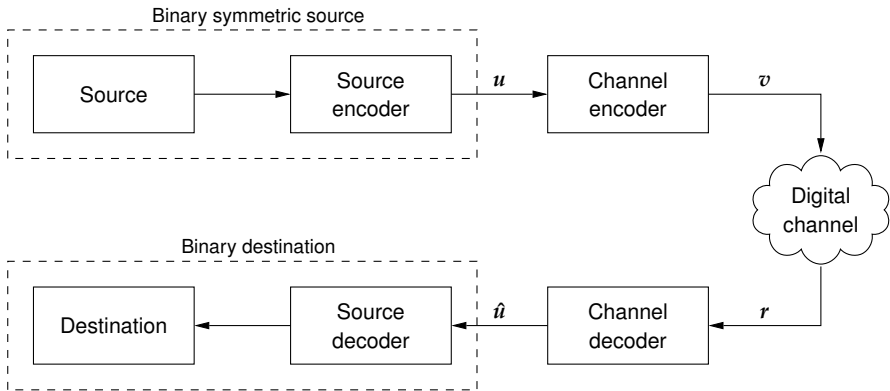 Binary symmetric source
Source
Source
encoder
u
Channel
encoder
v
Digital
channel
Binary destination
Destination
Source
decoder
û
Channel
decoder
r